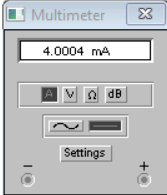 Multimeter
4.0004 mA
A V Ω dB
Settings
− +